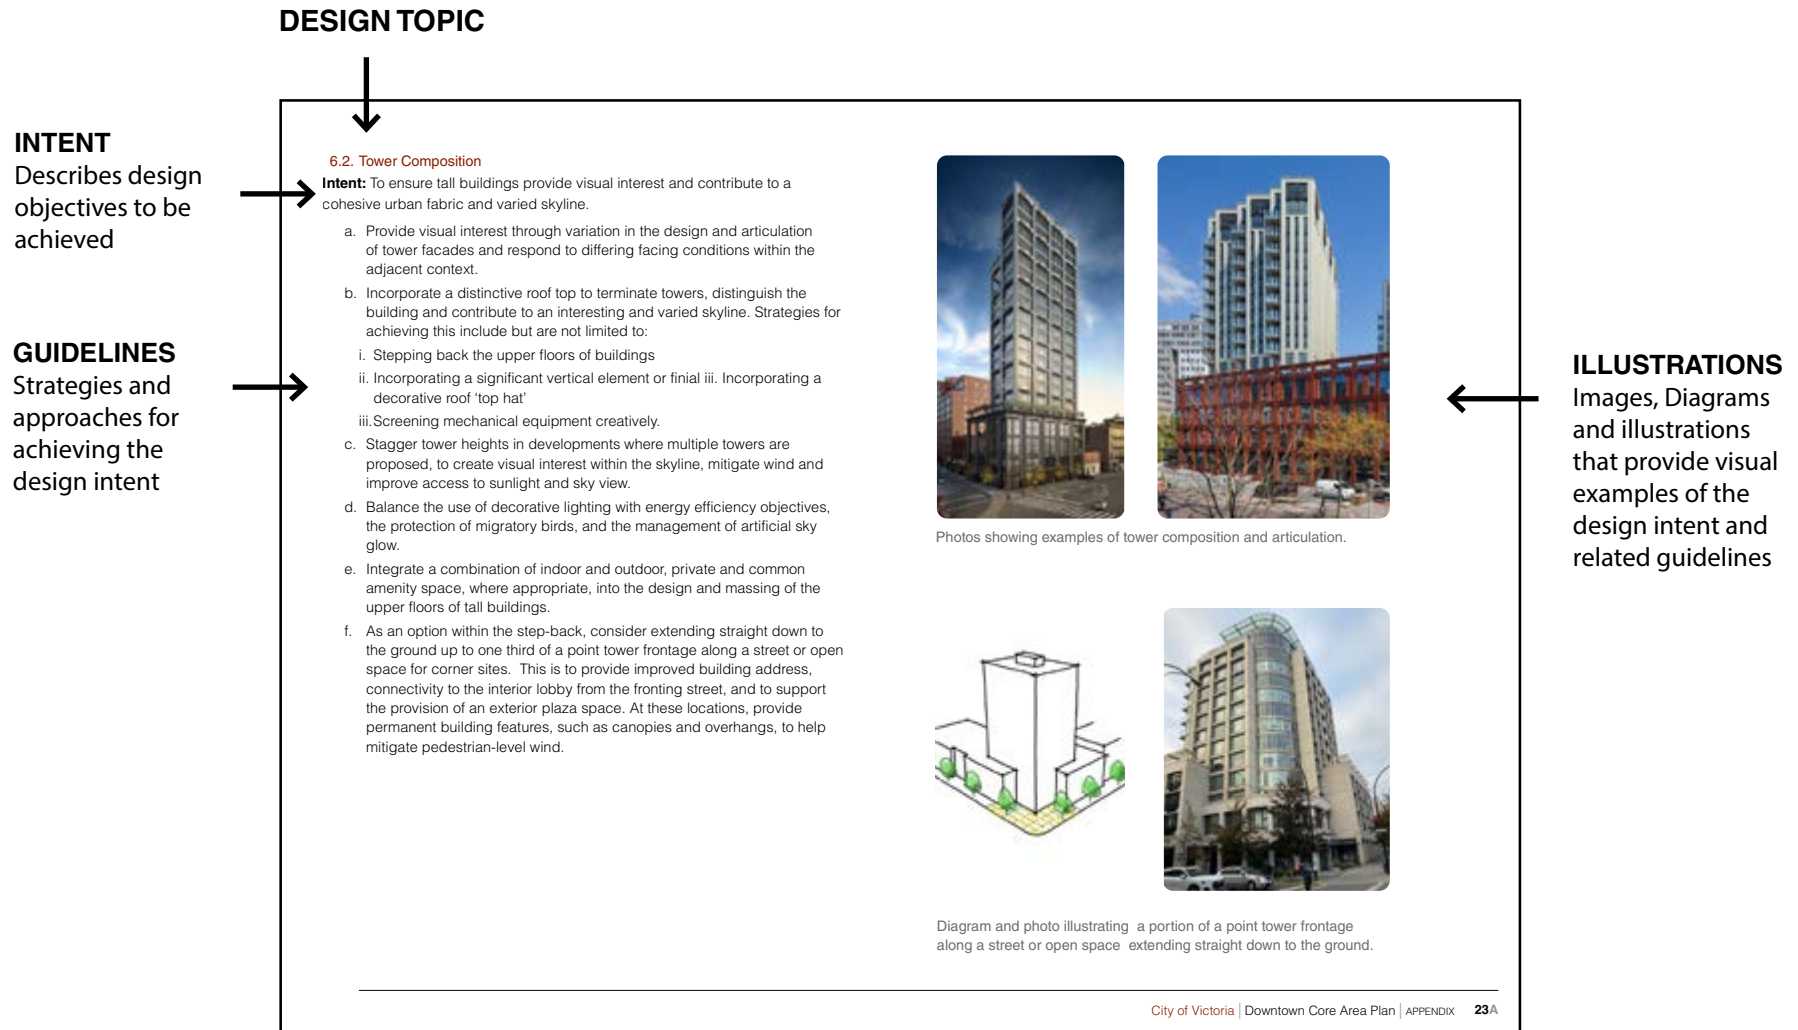 DESIGN TOPIC
INTENT
Describes design
objectives to be
achieved
GUIDELINES
Strategies and
approaches for
achieving the
design intent
6.2. Tower Composition
Intent: To ensure tall buildings provide visual interest and contribute to a
cohesive urban fabric and varied skyline.
a. Provide visual interest through variation in the design and articulation
of tower facades and respond to differing facing conditions within the
adjacent context.
b. Incorporate a distinctive roof top to terminate towers, distinguish the
building and contribute to an interesting and varied skyline. Strategies for
achieving this include but are not limited to:
i. Stepping back the upper floors of buildings
ii. Incorporating a significant vertical element or finial iii. Incorporating a
decorative roof ‘top hat’
iii.Screening mechanical equipment creatively.
c. Stagger tower heights in developments where multiple towers are
proposed, to create visual interest within the skyline, mitigate wind and
improve access to sunlight and sky view.
d. Balance the use of decorative lighting with energy efficiency objectives,
the protection of migratory birds, and the management of artificial sky
glow.
e. Integrate a combination of indoor and outdoor, private and common
amenity space, where appropriate, into the design and massing of the
upper floors of tall buildings.
f. As an option within the step-back, consider extending straight down to
the ground up to one third of a point tower frontage along a street or open
space for corner sites. This is to provide improved building address,
connectivity to the interior lobby from the fronting street, and to support
the provision of an exterior plaza space. At these locations, provide
permanent building features, such as canopies and overhangs, to help
mitigate pedestrian-level wind.
Photos showing examples of tower composition and articulation.
Diagram and photo illustrating a portion of a point tower frontage
along a street or open space extending straight down to the ground.
ILLUSTRATIONS
Images, Diagrams
and illustrations
that provide visual
examples of the
design intent and
related guidelines
City of Victoria | Downtown Core Area Plan | APPENDIX 23A